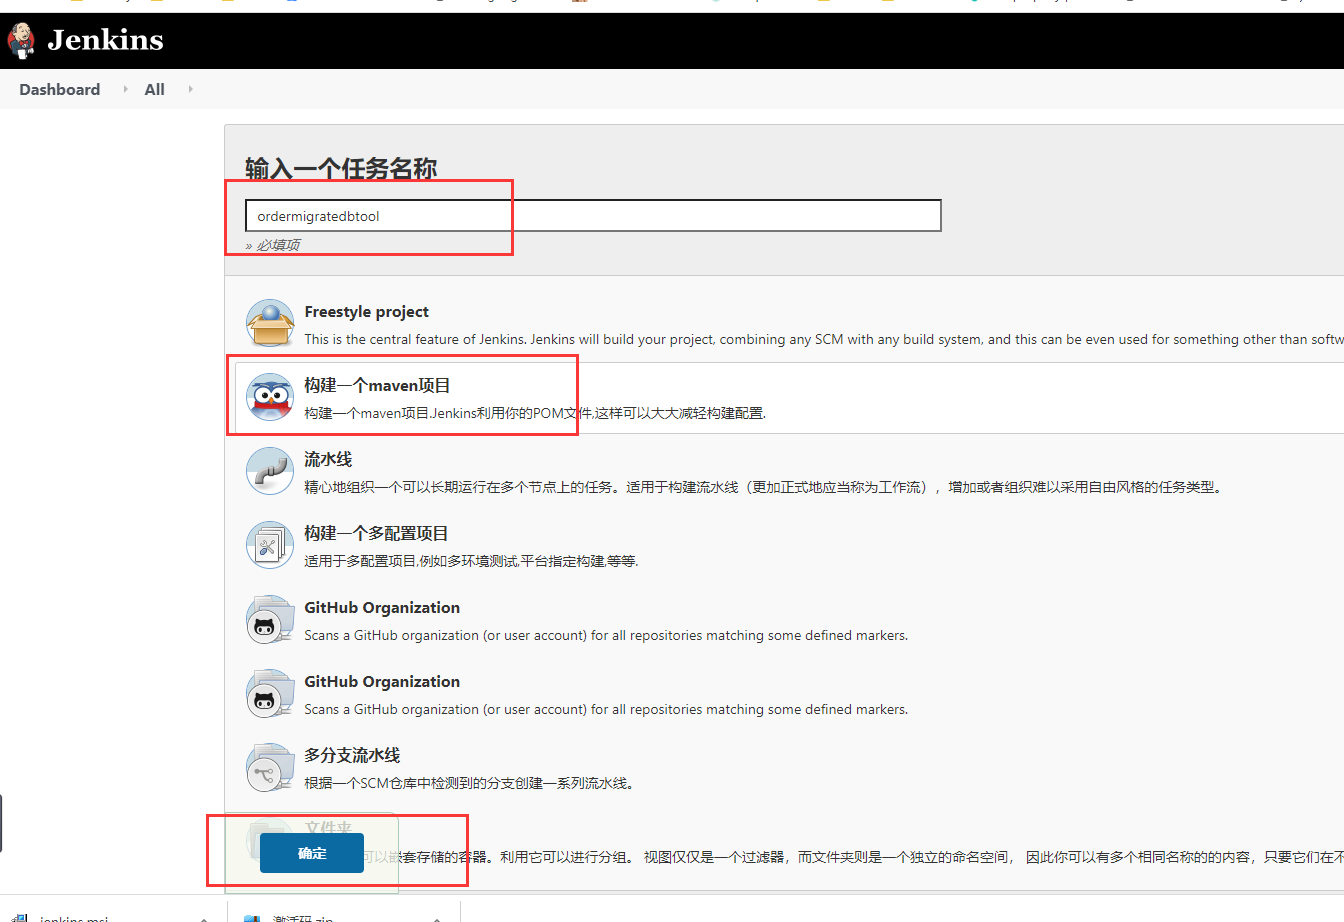 Jenkins
Dashboard
All
输入一个任务名称
ordermigratedbtool
» 必填项
Freestyle project
This is the central feature of Jenkins. Jenkins will build your project, combining any SCM with any build system, and this can be even used for something other than softw
构建一个maven项目
构建一个maven项目.Jenkins利用你的POM文件,这样可以大大减轻构建配置.
流水线
精心地组织一个可以长期运行在多个节点上的任务。适用于构建流水线（更加正式地应当称为工作流），增加或者组织难以采用自由风格的任务类型。
构建一个多配置项目
适用于多配置项目,例如多环境测试,平台指定构建,等等.
GitHub Organization
Scans a GitHub organization (or user account) for all repositories matching some defined markers.
GitHub Organization
Scans a GitHub organization (or user account) for all repositories matching some defined markers.
多分支流水线
根据一个SCM仓库中检测到的分支创建一系列流水线。
文件夹
可以嵌套存储的容器。利用它可以进行分组。 视图仅仅是一个过滤器，而文件夹则是一个独立的命名空间， 因此你可以有多个相同名称的的内容，只要它们在不
确定
jenkins.msi
激活码.zip